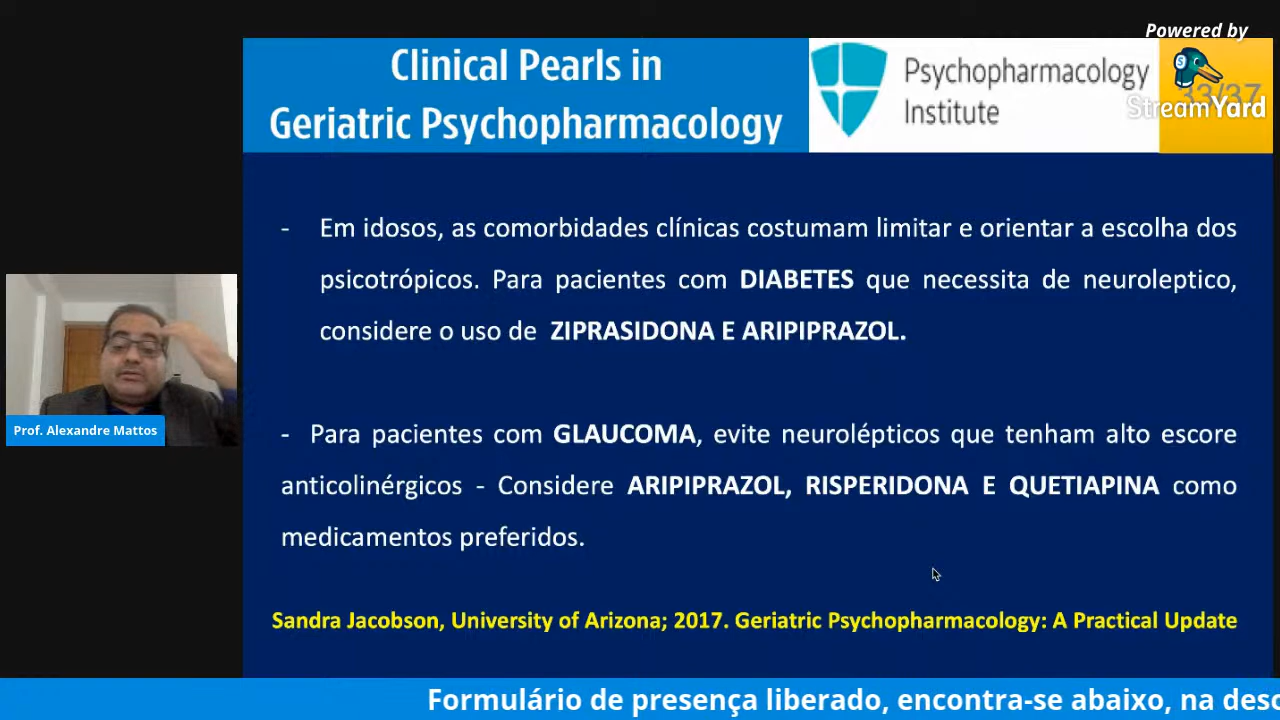 Powered by
StreamYard
Clinical Pearls in
Geriatric Psychopharmacology
Psychopharmacology
Institute
33/37
- Em idosos, as comorbidades clínicas costumam limitar e orientar a escolha dos
psicotrópicos. Para pacientes com DIABETES que necessita de neuroleptico,
considere o uso de ZIPRASIDONA E ARIPIPRAZOL.
- Para pacientes com GLAUCOMA, evite neurolépticos que tenham alto escore
anticolinérgicos - Considere ARIPIPRAZOL, RISPERIDONA E QUETIAPINA como
medicamentos preferidos.
Prof. Alexandre Mattos
Sandra Jacobson, University of Arizona; 2017. Geriatric Psychopharmacology: A Practical Update
Formulário de presença liberado, encontra-se abaixo, na desc